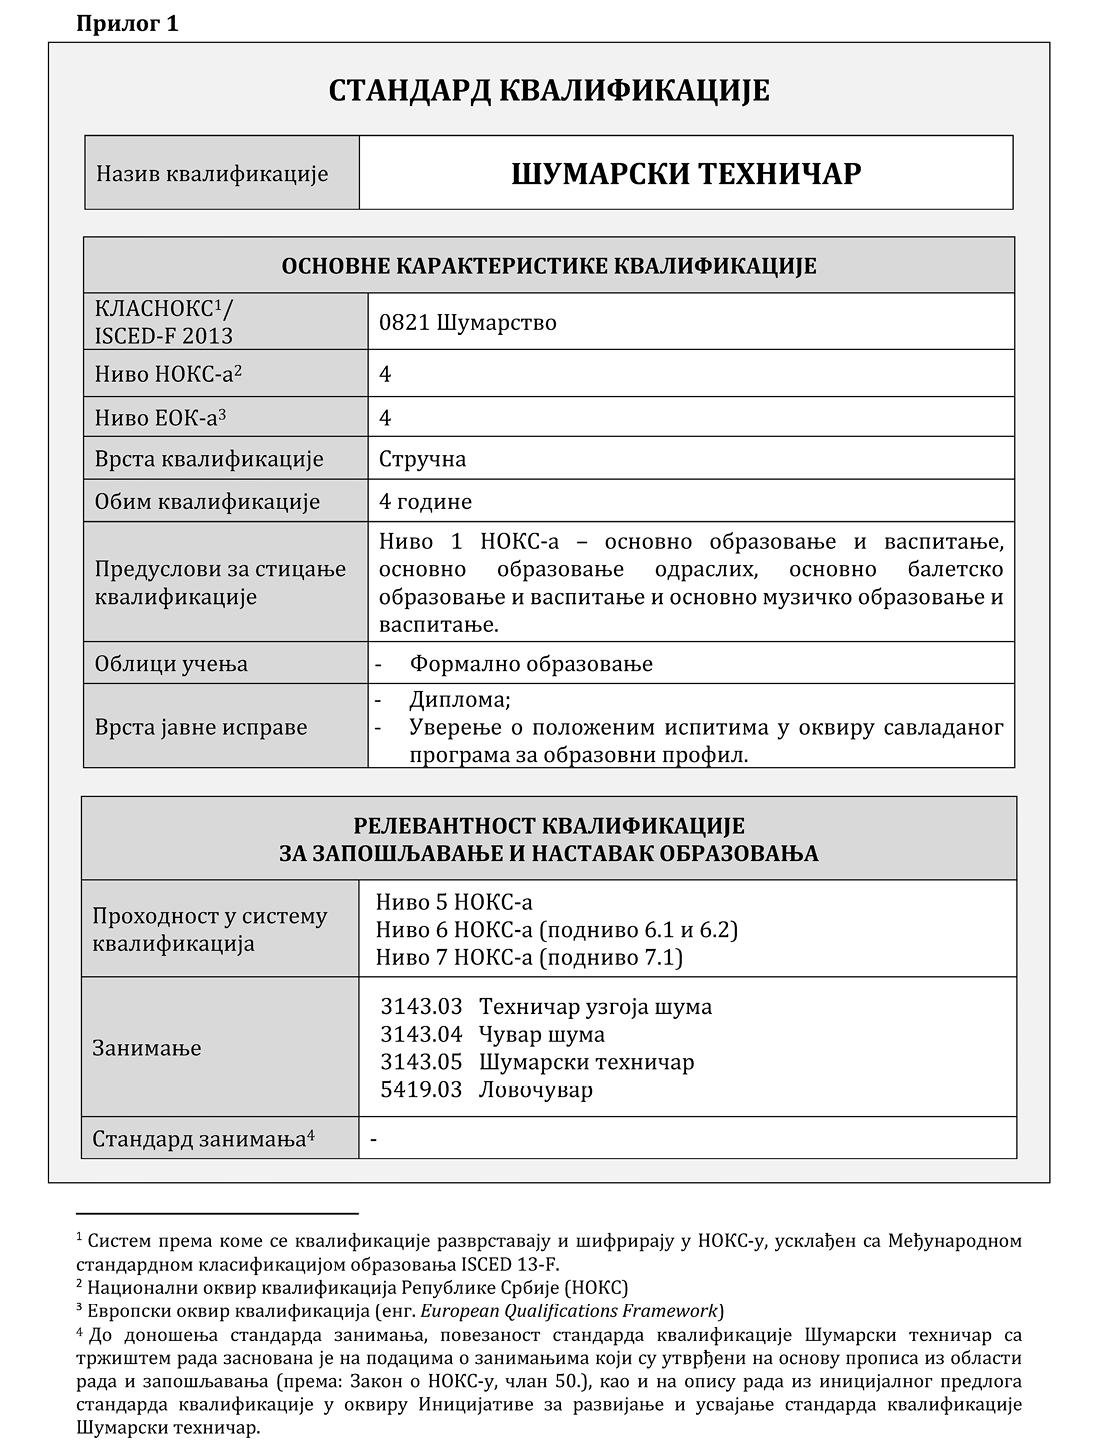 Прилог 1
СТАНДАРД КВАЛИФИКАЦИЈЕ
Назив квалификације
ШУМАРСКИ ТЕХНИЧАР
ОСНОВНЕ КАРАКТЕРИСТИКЕ КВАЛИФИКАЦИЈЕ
КЛАСНОКС¹/
ISCED-F 2013
0821 Шумарство
Ниво НОКС-а²
4
Ниво ЕОК-а³
4
Врста квалификације
Стручна
Обим квалификације
4 године
Предуслови за стицање
квалификације
Ниво 1 НОКС-а – основно образовање и васпитање,
основно образовање одраслих, основно балетско
образовање и васпитање и основно музичко образовање и
васпитање.
Облици учења
- Формално образовање
Врста јавне исправе
- Диплома;
- Уверење о положеним испитима у оквиру савладаног
програма за образовни профил.
РЕЛЕВАНТНОСТ КВАЛИФИКАЦИЈЕ
ЗА ЗАПОШЉАВАЊЕ И НАСТАВАК ОБРАЗОВАЊА
Проходност у систему
квалификација
Ниво 5 НОКС-а
Ниво 6 НОКС-а (подниво 6.1 и 6.2)
Ниво 7 НОКС-а (подниво 7.1)
Занимање
3143.03 Техничар узгоја шума
3143.04 Чувар шума
3143.05 Шумарски техничар
5419.03 Ловочувар
Стандард занимања⁴
-
¹ Систем према коме се квалификације разврставају и шифрирају у НОКС-у, усклађен са Међународном
стандардном класификацијом образовања ISCED 13-F.
² Национални оквир квалификација Републике Србије (НОКС)
³ Европски оквир квалификација (енг. European Qualifications Framework)
⁴ До доношења стандарда занимања, повезаност стандарда квалификације Шумарски техничар са
тржиштем рада заснована је на подацима о занимањима који су утврђени на основу прописа из области
рада и запошљавања (према: Закон о НОКС-у, члан 50.), као и на опису рада из иницијалног предлога
стандарда квалификације у оквиру Иницијативе за развијање и усвајање стандарда квалификације
Шумарски техничар.